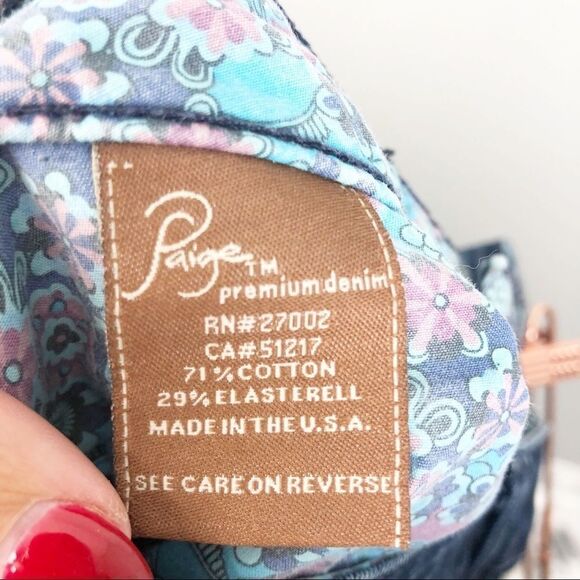 Paige TM
premium denim
RN#27002
CA#51217
71% COTTON
29% ELASTERELL
MADE IN THE U.S.A.
SEE CARE ON REVERSE